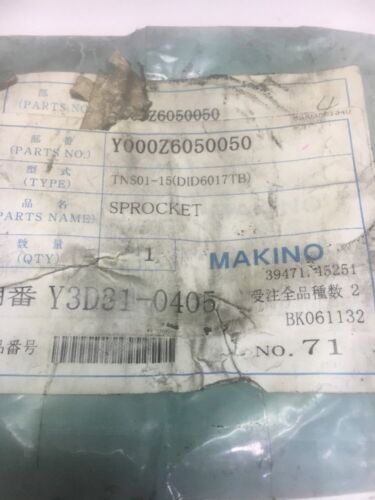 部
(PARTS NO.) Z6050050
部 番
(PARTS NO.) Y000Z6050050
型 式
(TYPE) TNS01-15(DID6017TB)
品 名
(PARTS NAME) SPROCKET
数 量
(QTY) 1 MAKINO
39471 45251
番 Y3D31-0405 受注全品種数 2
BK061132
品番号 NO.71